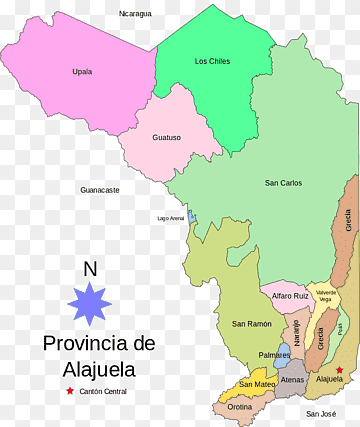 Nicaragua
Los Chiles
Upala
Guatuso
San Carlos
Guanacaste
Lago Arenal
Grecia
N
Alfaro Ruiz
Valverde
Vega
San Ramón
Naranjo
Grecia
Poás
Provincia de
Alajuela
Palmares
Cantón Central
San Mateo
Atenas
Alajuela
Orotina
San José